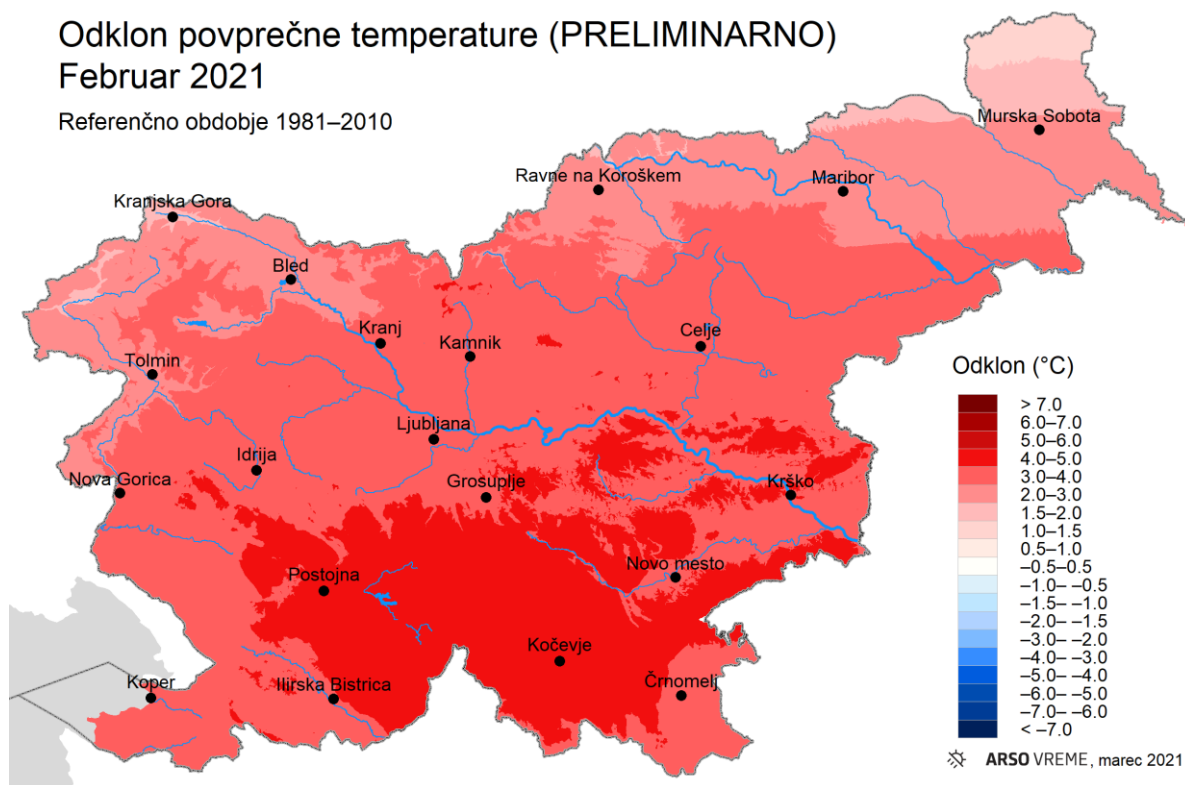 Odklon povprečne temperature (PRELIMINARNO)
Februar 2021
Referenčno obdobje 1981–2010
Murska Sobota
Ravne na Koroškem
Maribor
Kranjska Gora
Bled
Kranj
Kamnik
Celje
Tolmin
Ljubljana
Idrija
Nova Gorica
Grosuplje
Krško
Novo mesto
Postojna
Kočevje
Koper
Ilirska Bistrica
Črnomelj
Odklon (°C)
> 7.0
6.0–7.0
5.0–6.0
4.0–5.0
3.0–4.0
2.0–3.0
1.5–2.0
1.0–1.5
0.5–1.0
–0.5–0.5
–1.0– –0.5
–1.5– –1.0
–2.0– –1.5
–3.0– –2.0
–4.0– –3.0
–5.0– –4.0
–6.0– –5.0
–7.0– –6.0
< –7.0
ARSO VREME, marec 2021